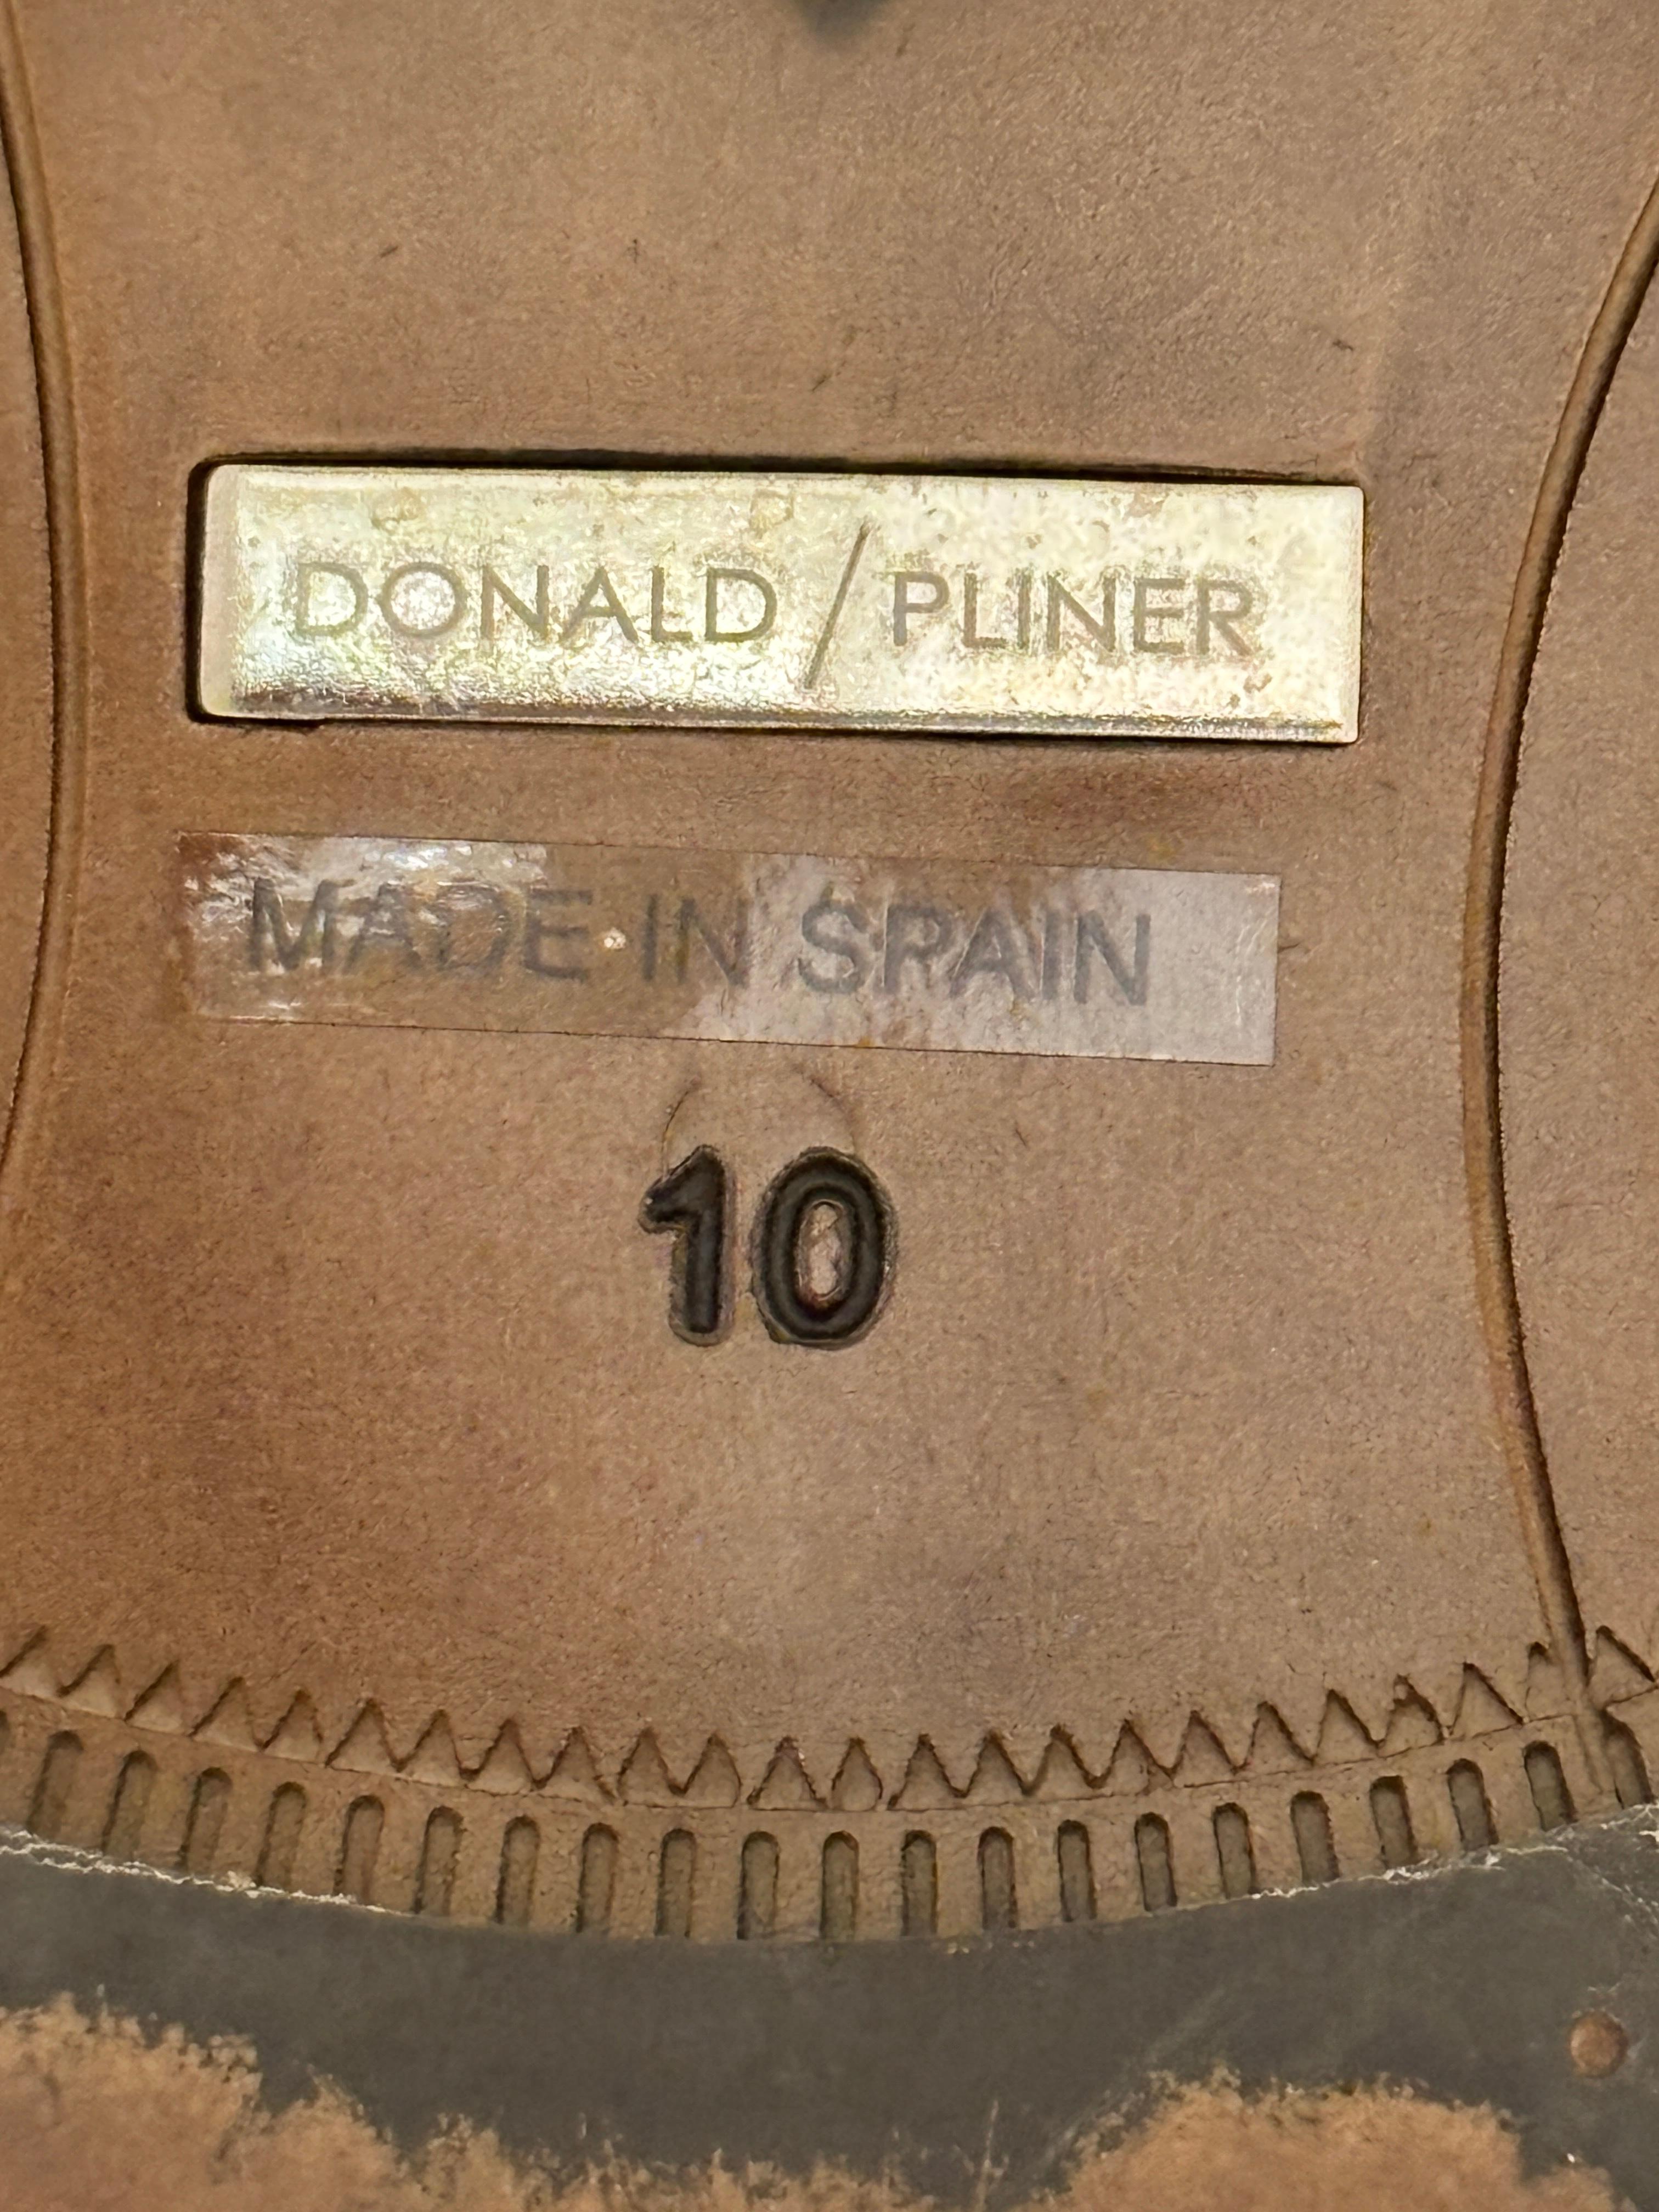 DONALD / PLINER
MADE IN SPAIN
10